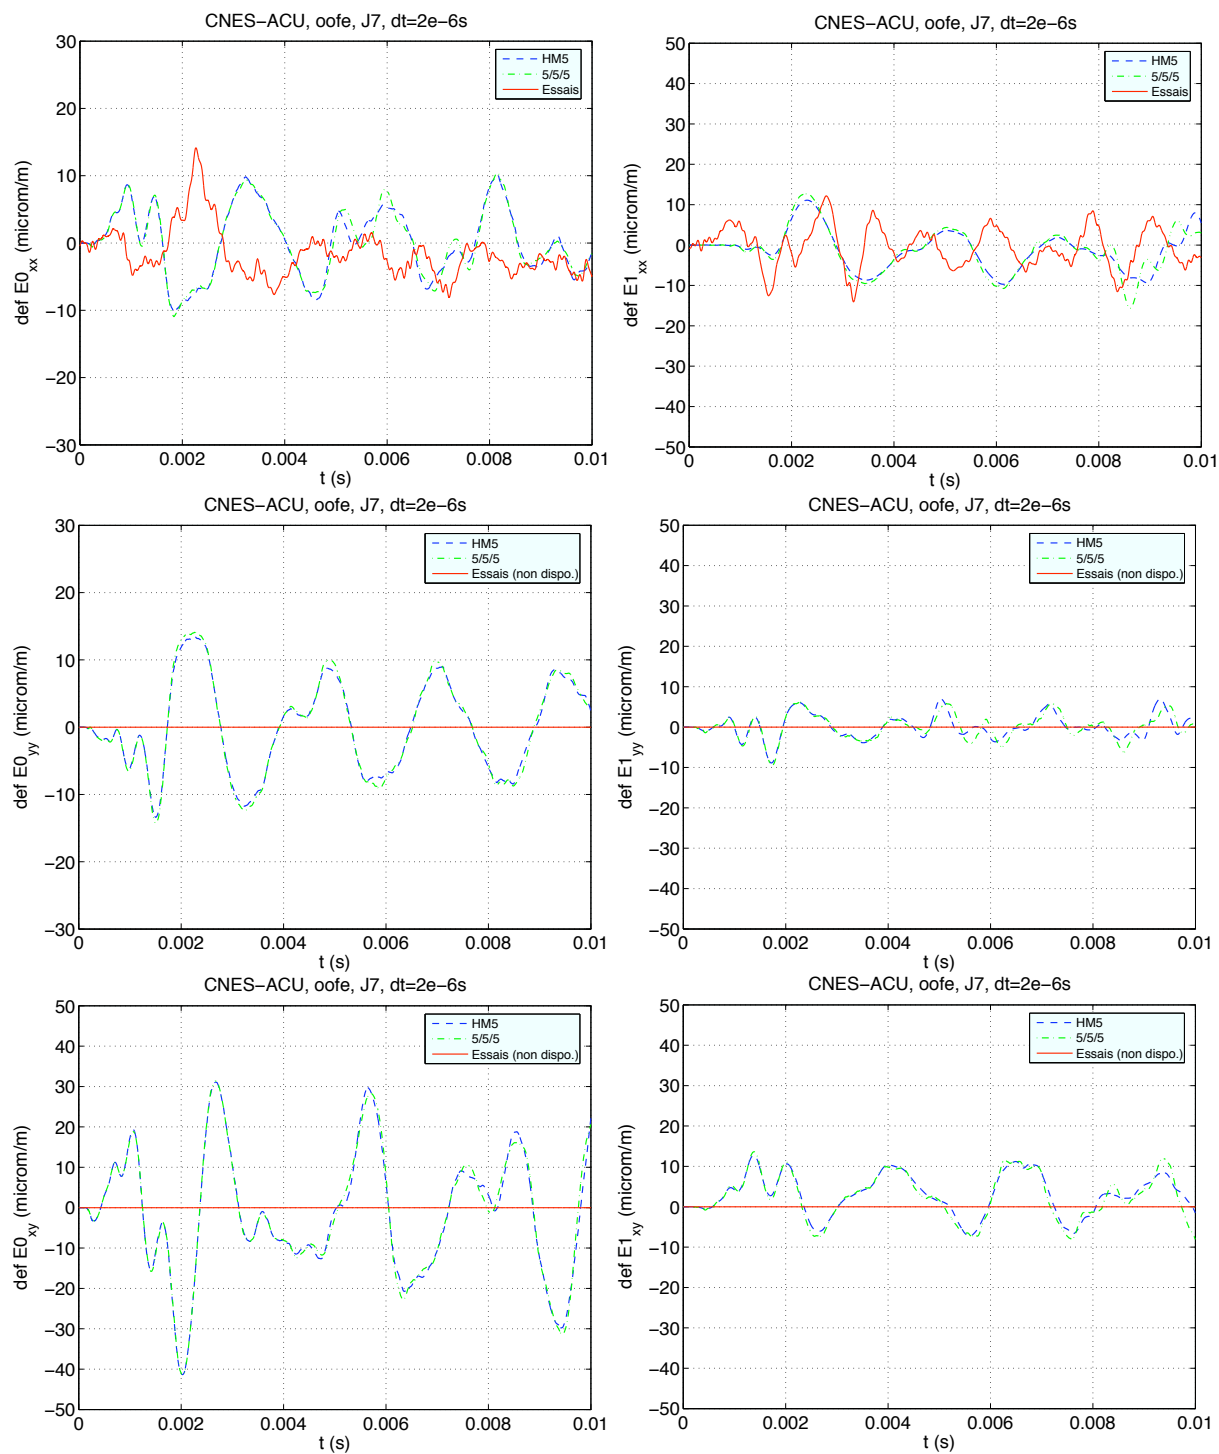 CNES−ACU, oofe, J7, dt=2e−6s
30
20
10
0
−10
−20
−30
def E0xx (microm/m)
HM5
5/5/5
Essais
0 0.002 0.004 0.006 0.008 0.01
t (s)
CNES−ACU, oofe, J7, dt=2e−6s
50
40
30
20
10
0
−10
−20
−30
−40
−50
def E1xx (microm/m)
HM5
5/5/5
Essais
0 0.002 0.004 0.006 0.008 0.01
t (s)
CNES−ACU, oofe, J7, dt=2e−6s
30
20
10
0
−10
−20
−30
def E0yy (microm/m)
HM5
5/5/5
Essais (non dispo.)
0 0.002 0.004 0.006 0.008 0.01
t (s)
CNES−ACU, oofe, J7, dt=2e−6s
50
40
30
20
10
0
−10
−20
−30
−40
−50
def E1yy (microm/m)
HM5
5/5/5
Essais (non dispo.)
0 0.002 0.004 0.006 0.008 0.01
t (s)
CNES−ACU, oofe, J7, dt=2e−6s
50
40
30
20
10
0
−10
−20
−30
−40
−50
def E0xy (microm/m)
HM5
5/5/5
Essais (non dispo.)
0 0.002 0.004 0.006 0.008 0.01
t (s)
CNES−ACU, oofe, J7, dt=2e−6s
50
40
30
20
10
0
−10
−20
−30
−40
−50
def E1xy (microm/m)
HM5
5/5/5
Essais (non dispo.)
0 0.002 0.004 0.006 0.008 0.01
t (s)